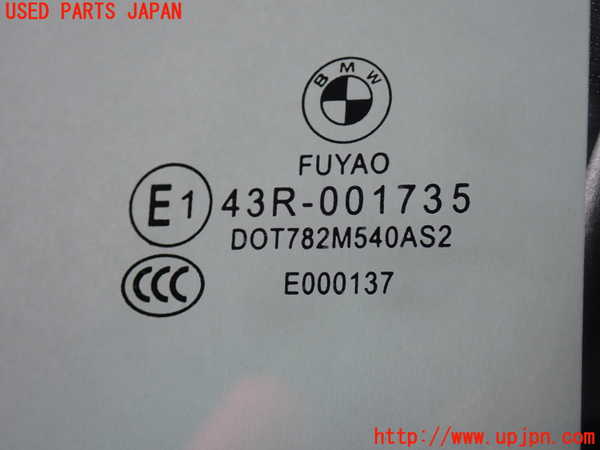 USED PARTS JAPAN
BMW
FUYAO
E1 43R-001735
DOT782M540AS2
CCC E000137
http://www.upjpn.com/